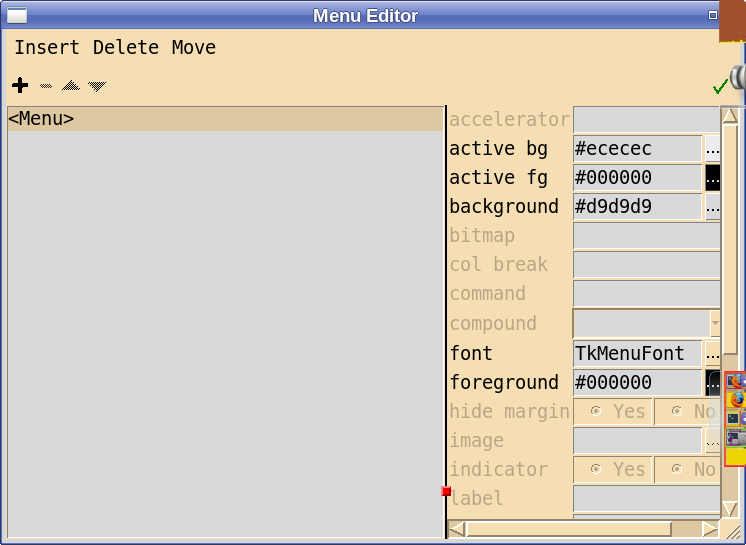 Menu Editor
Insert Delete Move
<Menu>
accelerator
active bg #ececec ...
active fg #000000 ...
background #d9d9d9 ...
bitmap
col break
command
compound
font TkMenuFont ...
foreground #000000 ...
hide margin Yes No
image ...
indicator Yes No
label